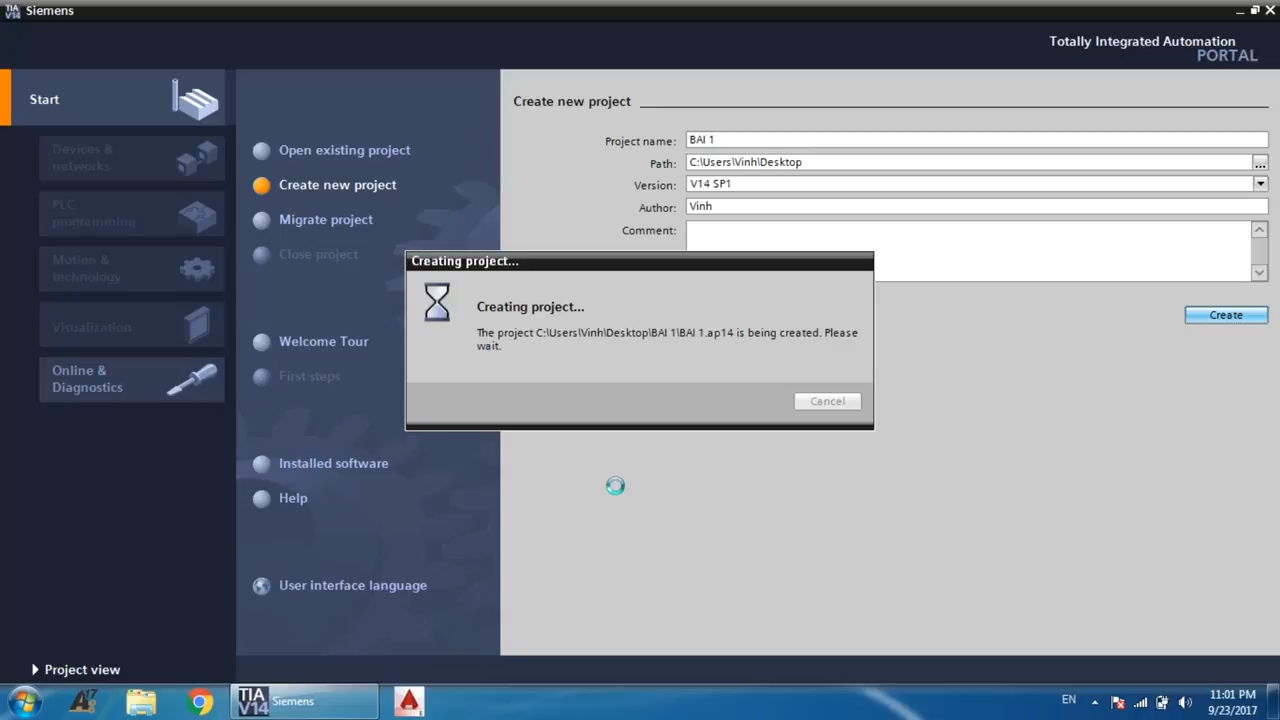 TIA
V14
Siemens
Totally Integrated Automation
PORTAL
Start
Devices &
networks
PLC
programming
Motion &
technology
Visualization
Online &
Diagnostics
Open existing project
Create new project
Migrate project
Close project
Welcome Tour
First steps
Installed software
Help
User interface language
Create new project
Project name: BAI 1
Path: C:\Users\Vinh\Desktop
...
Version: V14 SP1
Author: Vinh
Comment:
Create
Creating project...
Creating project...
The project C:\Users\Vinh\Desktop\BAI 1\BAI 1.ap14 is being created. Please
wait.
Cancel
Project view
TIA
V14
Siemens
EN
11:01 PM
9/23/2017